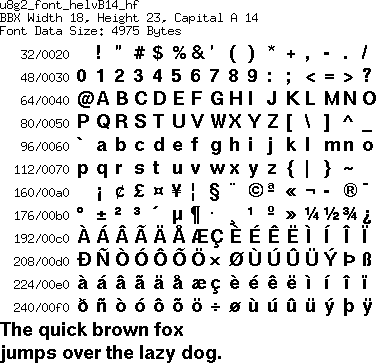 u8g2_font_helvB14_hf
BBX Width 18, Height 23, Capital A 14
Font Data Size: 4975 Bytes
32/0020 ! " # $ % & ' ( ) * + , - . /
48/0030 0 1 2 3 4 5 6 7 8 9 : ; < = > ?
64/0040 @ A B C D E F G H I J K L M N O
80/0050 P Q R S T U V W X Y Z [ \ ] ^ _
96/0060 ` a b c d e f g h i j k l m n o
112/0070 p q r s t u v w x y z { | } ~
160/00a0 ¡ ¢ £ ¤ ¥ ¦ § ¨ © ª « ¬ - ® ¯
176/00b0 ° ± ² ³ ´ µ ¶ · ¸ ¹ º » ¼ ½ ¾ ¿
192/00c0 À Á Â Ã Ä Å Æ Ç È É Ê Ë Ì Í Î Ï
208/00d0 Ð Ñ Ò Ó Ô Õ Ö × Ø Ù Ú Û Ü Ý Þ ß
224/00e0 à á â ã ä å æ ç è é ê ë ì í î ï
240/00f0 ð ñ ò ó ô õ ö ÷ ø ù ú û ü ý þ ÿ
The quick brown fox
jumps over the lazy dog.